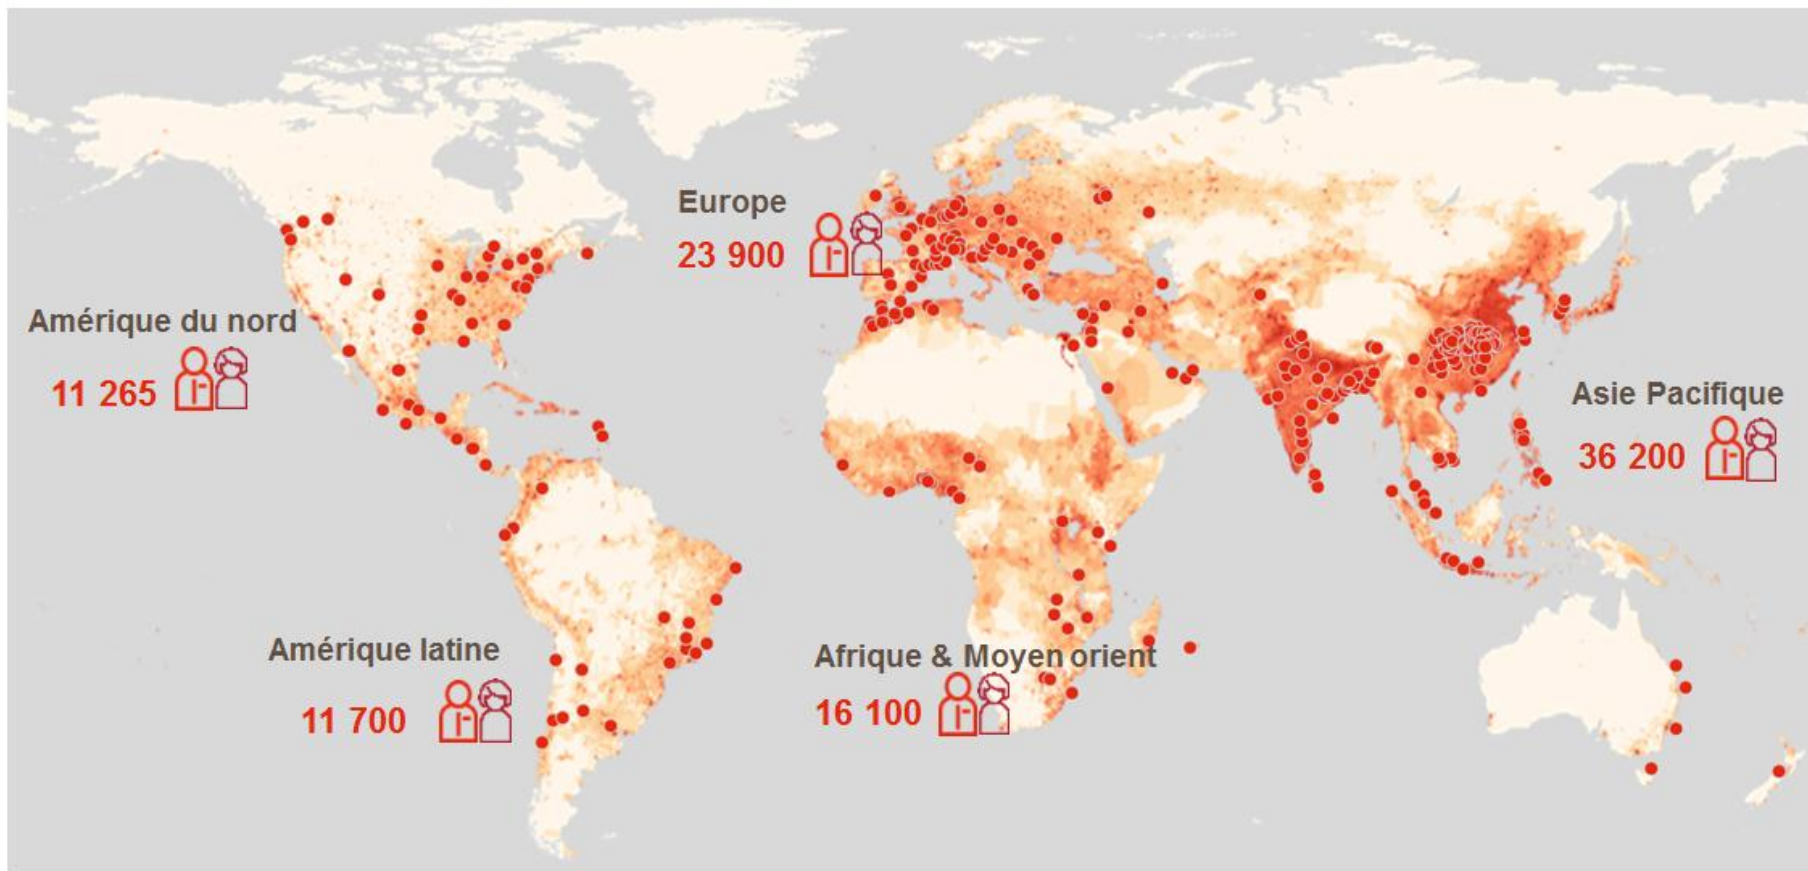 Europe
23 900
Amérique du nord
11 265
Asie Pacifique
36 200
Amérique latine
11 700
Afrique & Moyen orient
16 100